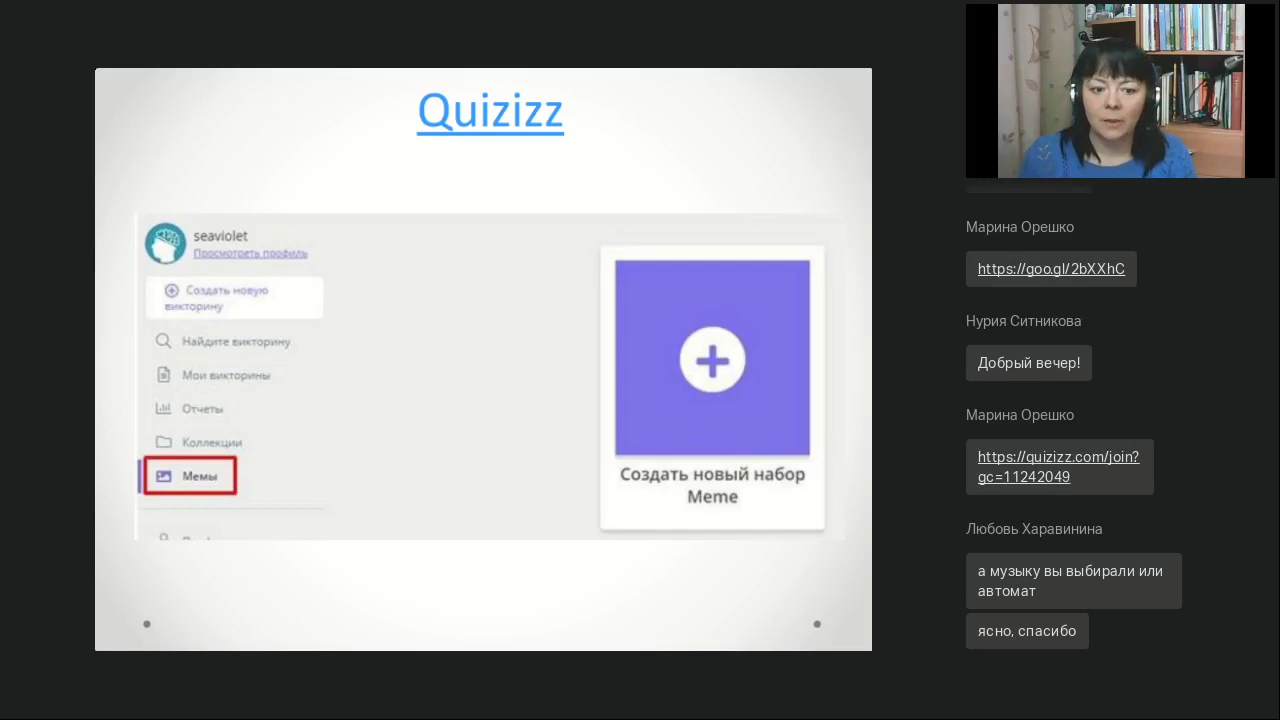 Quizizz
seaviolet
Просмотреть профиль
Создать новую
викторину
Найдите викторину
Мои викторины
Отчеты
Коллекции
Мемы
Создать новый набор
Meme
Марина Орешко
https://goo.gl/2bXXhC
Нурия Ситникова
Добрый вечер!
Марина Орешко
https://quizizz.com/join?
gc=11242049
Любовь Харавинина
а музыку вы выбирали или
автомат
ясно, спасибо